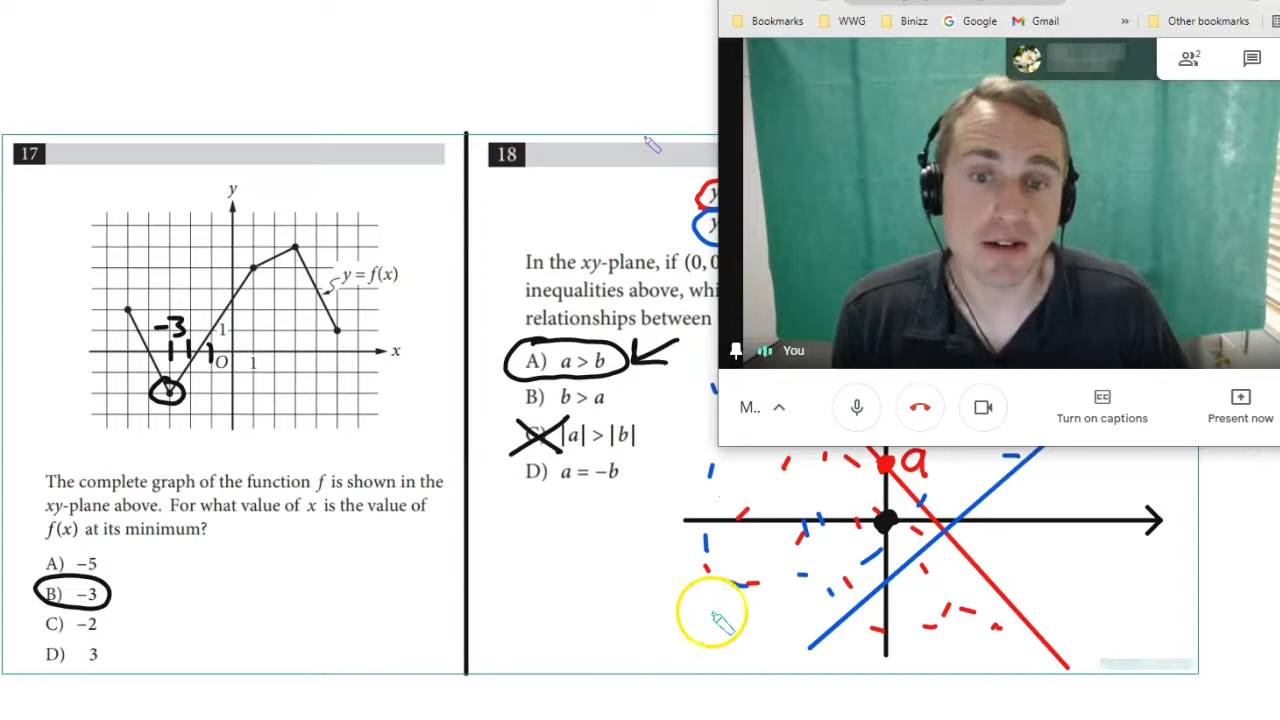 Bookmarks WWG Binizz Google Gmail » Other bookmarks
2
You
M..
Turn on captions
Present now
17
y
y = f(x)
-3
1
x
O
1
The complete graph of the function f is shown in the
xy-plane above. For what value of x is the value of
f(x) at its minimum?
A) −5
B) −3
C) −2
D) 3
18
y
y
In the xy-plane, if (0, 0
inequalities above, whi
relationships between
A) a > b
B) b > a
C) |a| > |b|
D) a = −b
a